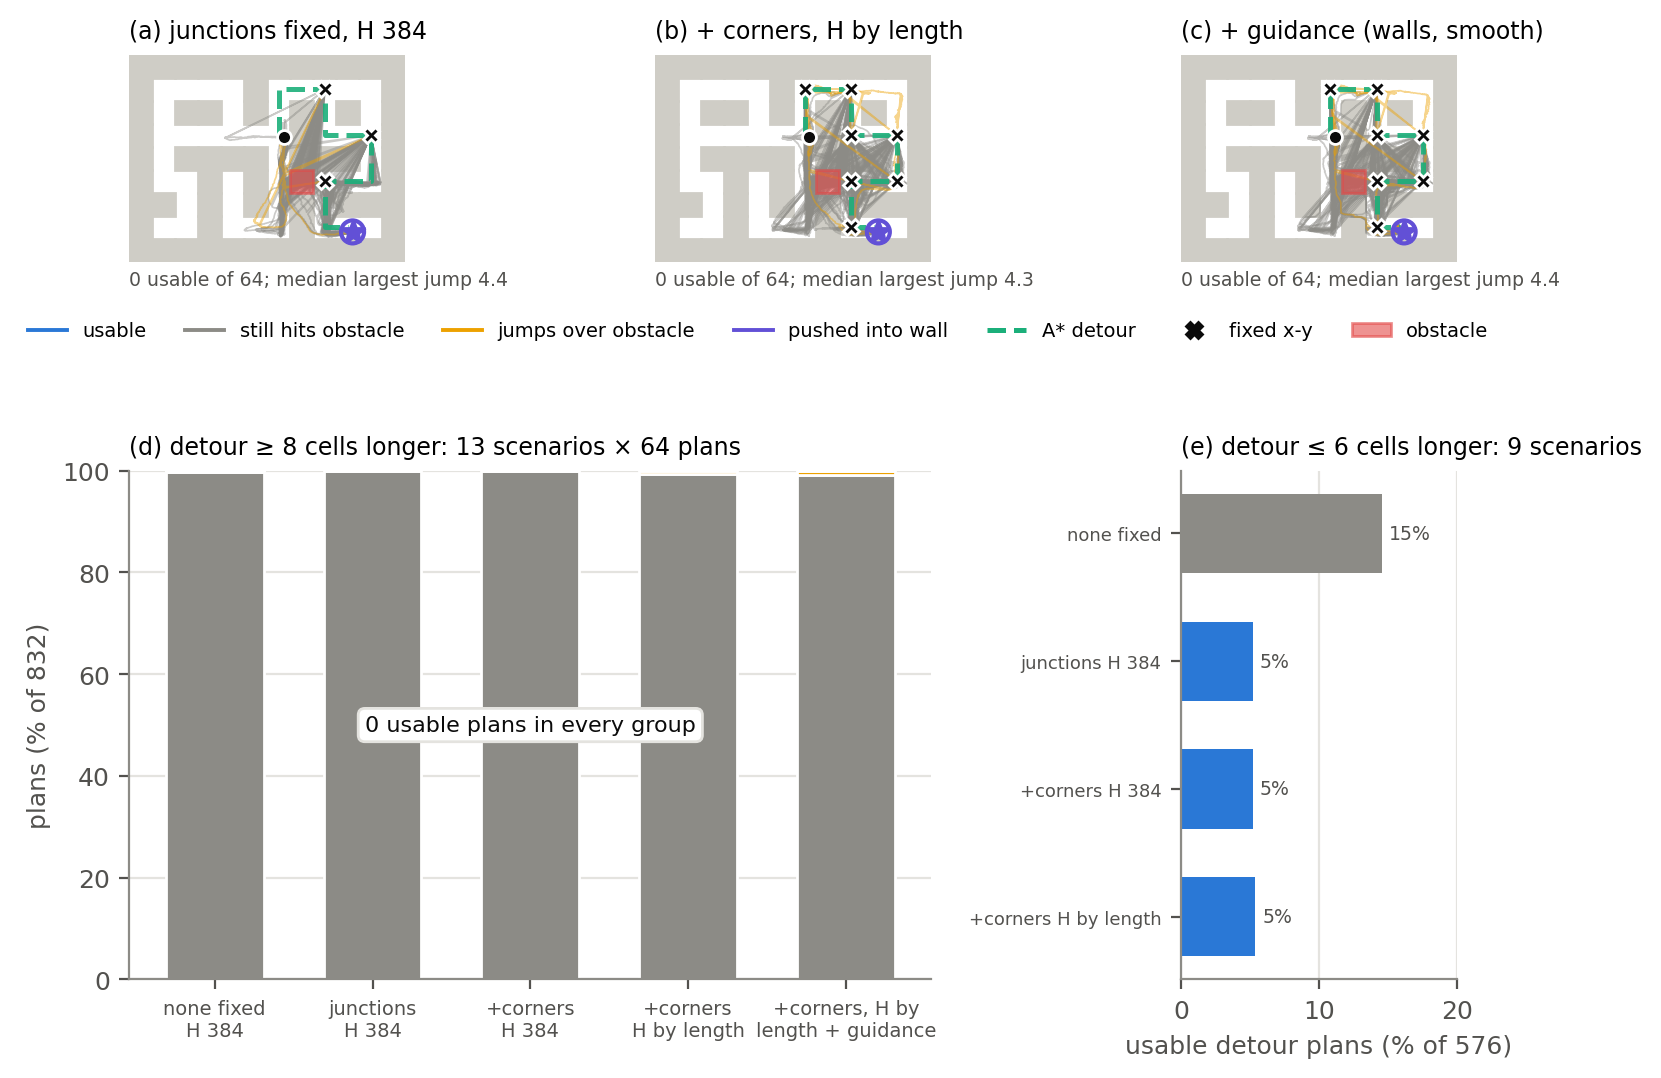 (a) junctions fixed, H 384
(b) + corners, H by length
(c) + guidance (walls, smooth)
0 usable of 64; median largest jump 4.4
0 usable of 64; median largest jump 4.3
0 usable of 64; median largest jump 4.4
usable
still hits obstacle
jumps over obstacle
pushed into wall
A* detour
fixed x-y
obstacle
(d) detour ≥ 8 cells longer: 13 scenarios × 64 plans
plans (% of 832)
100
80
60
40
20
0
0 usable plans in every group
none fixed
H 384
junctions
H 384
+corners
H 384
+corners
H by length
+corners, H by
length + guidance
(e) detour ≤ 6 cells longer: 9 scenarios
none fixed
15%
junctions H 384
5%
+corners H 384
5%
+corners H by length
5%
0
10
20
usable detour plans (% of 576)